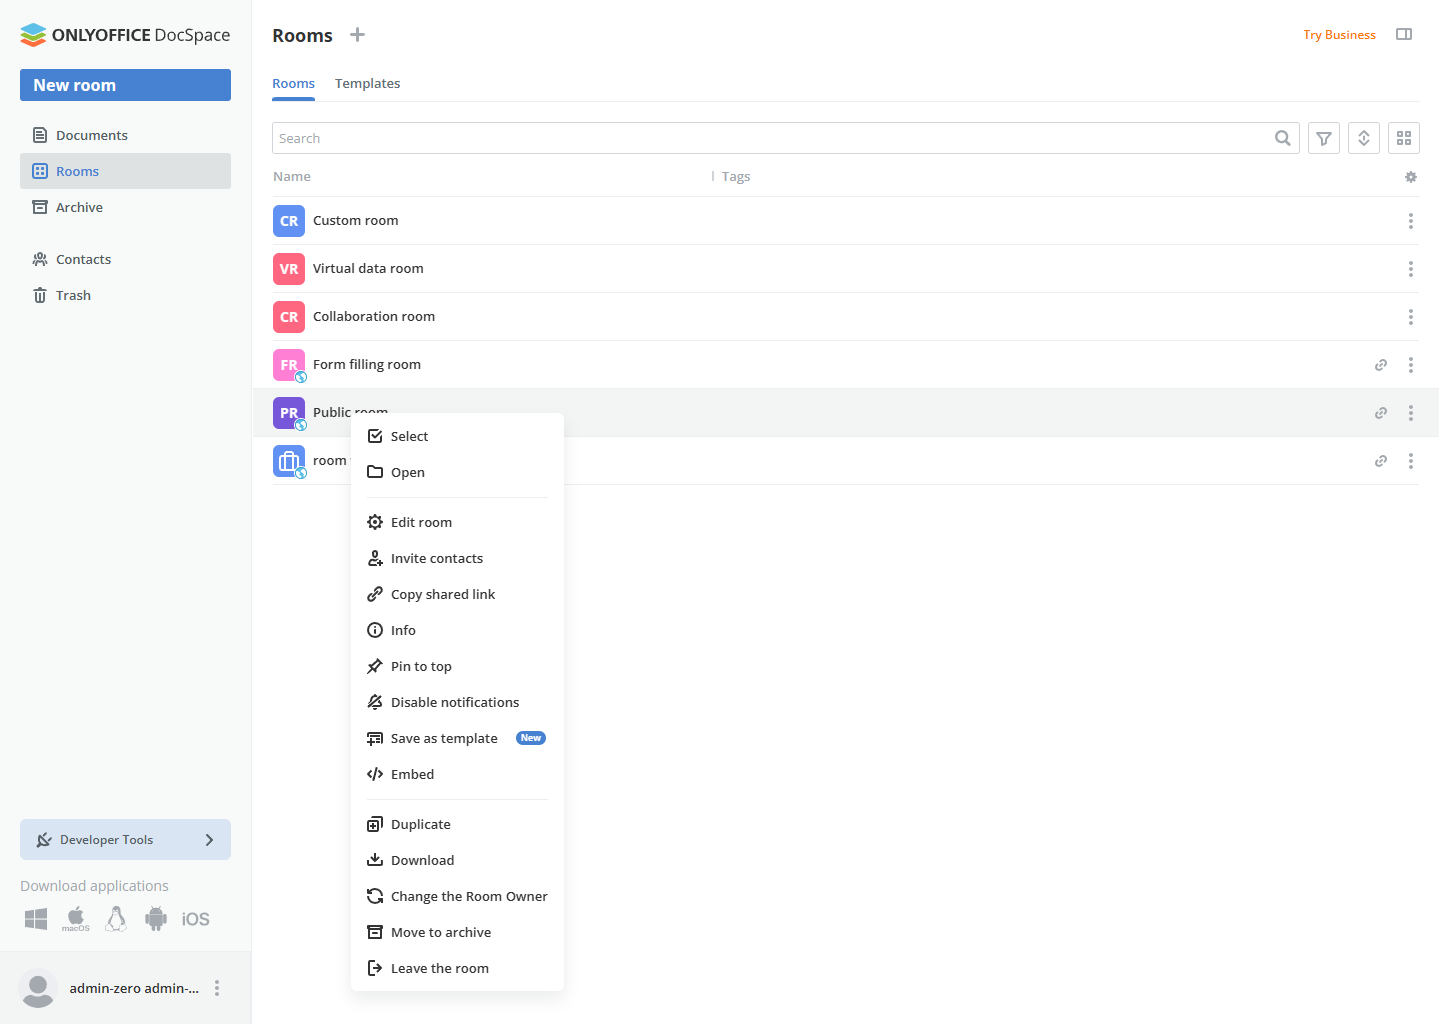 ONLYOFFICE DocSpace
New room
Documents
Rooms
Archive
Contacts
Trash
Developer Tools
Download applications
macOS
iOS
admin-zero admin-...
Rooms
Try Business
Rooms
Templates
Search
Name
Tags
CR Custom room
VR Virtual data room
CR Collaboration room
FR Form filling room
PR Public room
room
Select
Open
Edit room
Invite contacts
Copy shared link
Info
Pin to top
Disable notifications
Save as template New
Embed
Duplicate
Download
Change the Room Owner
Move to archive
Leave the room